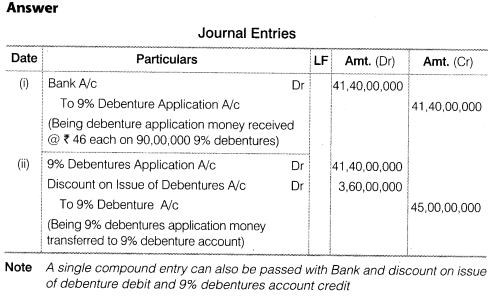 Answer
Journal Entries
Date Particulars LF Amt. (Dr) Amt. (Cr)
(i) Bank A/c Dr 41,40,00,000
To 9% Debenture Application A/c 41,40,00,000
(Being debenture application money received
@ ₹ 46 each on 90,00,000 9% debentures)
(ii) 9% Debentures Application A/c Dr 41,40,00,000
Discount on Issue of Debentures A/c Dr 3,60,00,000
To 9% Debenture A/c 45,00,00,000
(Being 9% debentures application money
transferred to 9% debenture account)
Note A single compound entry can also be passed with Bank and discount on issue
of debenture debit and 9% debentures account credit